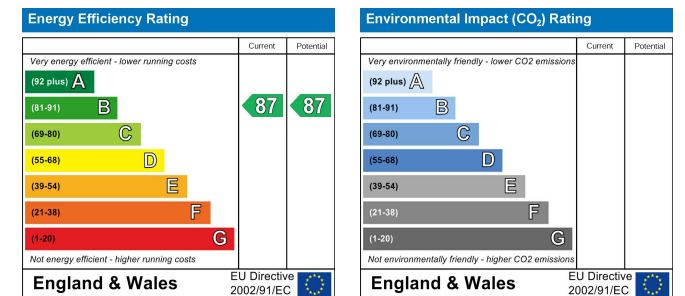 Energy Efficiency Rating
Current Potential
Very energy efficient - lower running costs
(92 plus) A
(81-91) B 87 87
(69-80) C
(55-68) D
(39-54) E
(21-38) F
(1-20) G
Not energy efficient - higher running costs
England & Wales
EU Directive
2002/91/EC
Environmental Impact (CO2) Rating
Current Potential
Very environmentally friendly - lower CO2 emissions
(92 plus) A
(81-91) B
(69-80) C
(55-68) D
(39-54) E
(21-38) F
(1-20) G
Not environmentally friendly - higher CO2 emissions
England & Wales
EU Directive
2002/91/EC